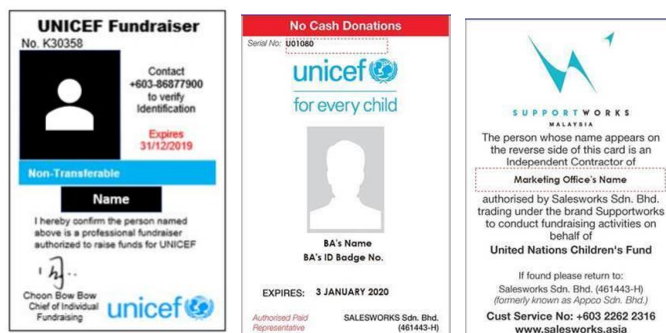 UNICEF Fundraiser
No. K30358
Contact
+603-86877900
to verify
Identification
Expires
31/12/2019
Non-Transferable
Name
I hereby confirm the person named
above is a professional fundraiser
authorized to raise funds for UNICEF
Choon Bow Bow
Chief of Individual
Fundraising
unicef
No Cash Donations
Serial No: U01080
unicef
for every child
BA's Name
BA's ID Badge No.
EXPIRES: 3 JANUARY 2020
Authorised Paid
Representative
SALESWORKS Sdn. Bhd.
(461443-H)
SUPPORTWORKS
MALAYSIA
The person whose name appears on
the reverse side of this card is an
Independent Contractor of
Marketing Office's Name
authorised by Salesworks Sdn. Bhd.
trading under the brand Supportworks
to conduct fundraising activities on
behalf of
United Nations Children's Fund
If found please return to:
Salesworks Sdn. Bhd. (461443-H)
(formerly known as Appco Sdn. Bhd.)
Cust Service No: +603 2262 2316
www.salesworks.asia